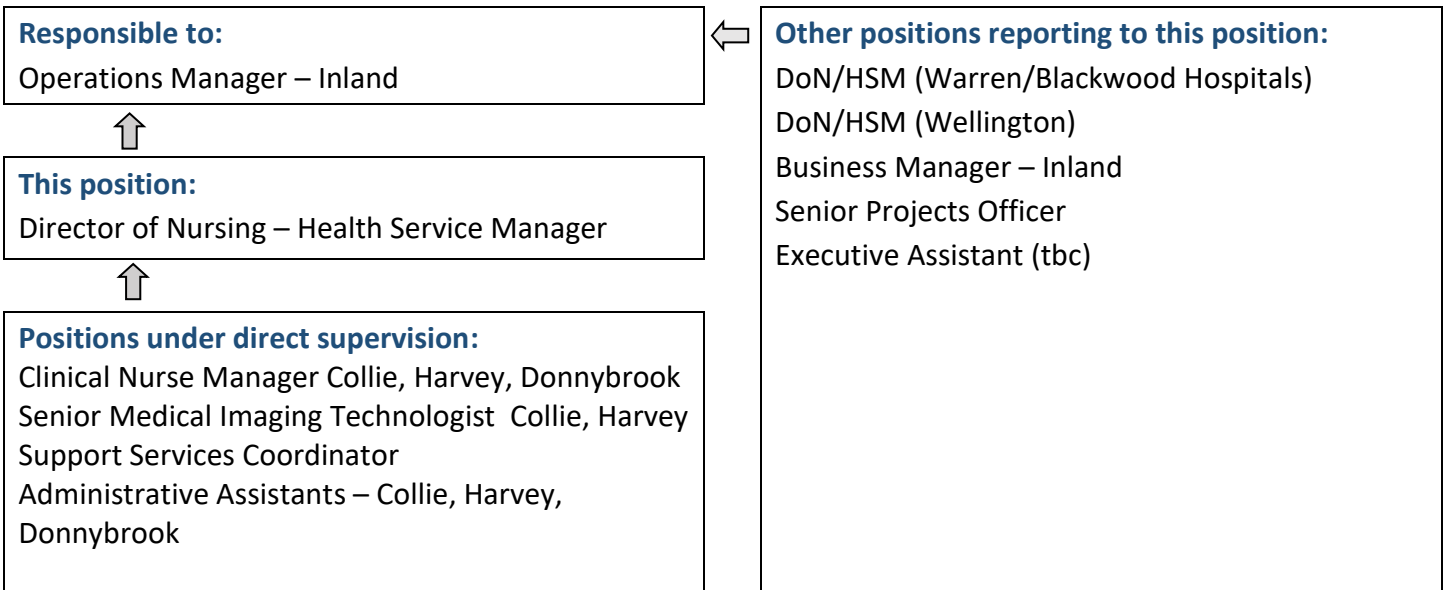 Responsible to:
Operations Manager – Inland
This position:
Director of Nursing – Health Service Manager
Positions under direct supervision:
Clinical Nurse Manager Collie, Harvey, Donnybrook
Senior Medical Imaging Technologist  Collie, Harvey
Support Services Coordinator
Administrative Assistants – Collie, Harvey,
Donnybrook
Other positions reporting to this position:
DoN/HSM (Warren/Blackwood Hospitals)
DoN/HSM (Wellington)
Business Manager – Inland
Senior Projects Officer
Executive Assistant (tbc)